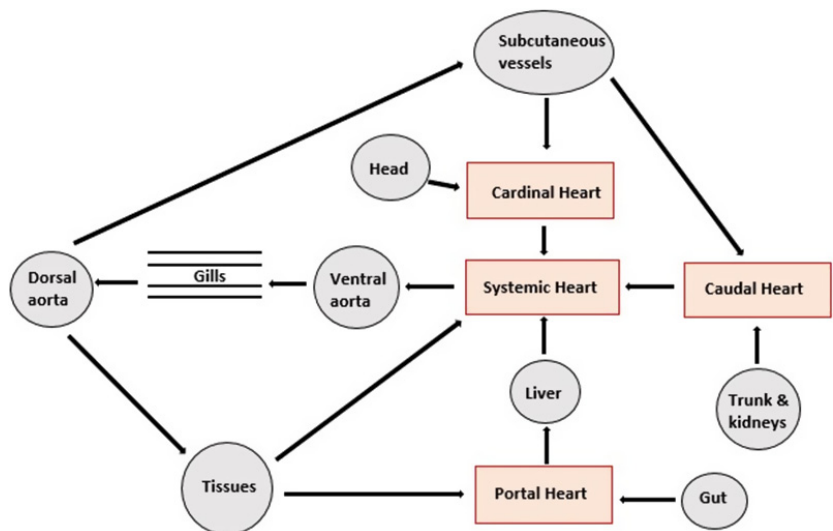 Subcutaneous
vessels
Head
Cardinal Heart
Dorsal
aorta
Gills
Ventral
aorta
Systemic Heart
Caudal Heart
Liver
Trunk &
kidneys
Tissues
Portal Heart
Gut